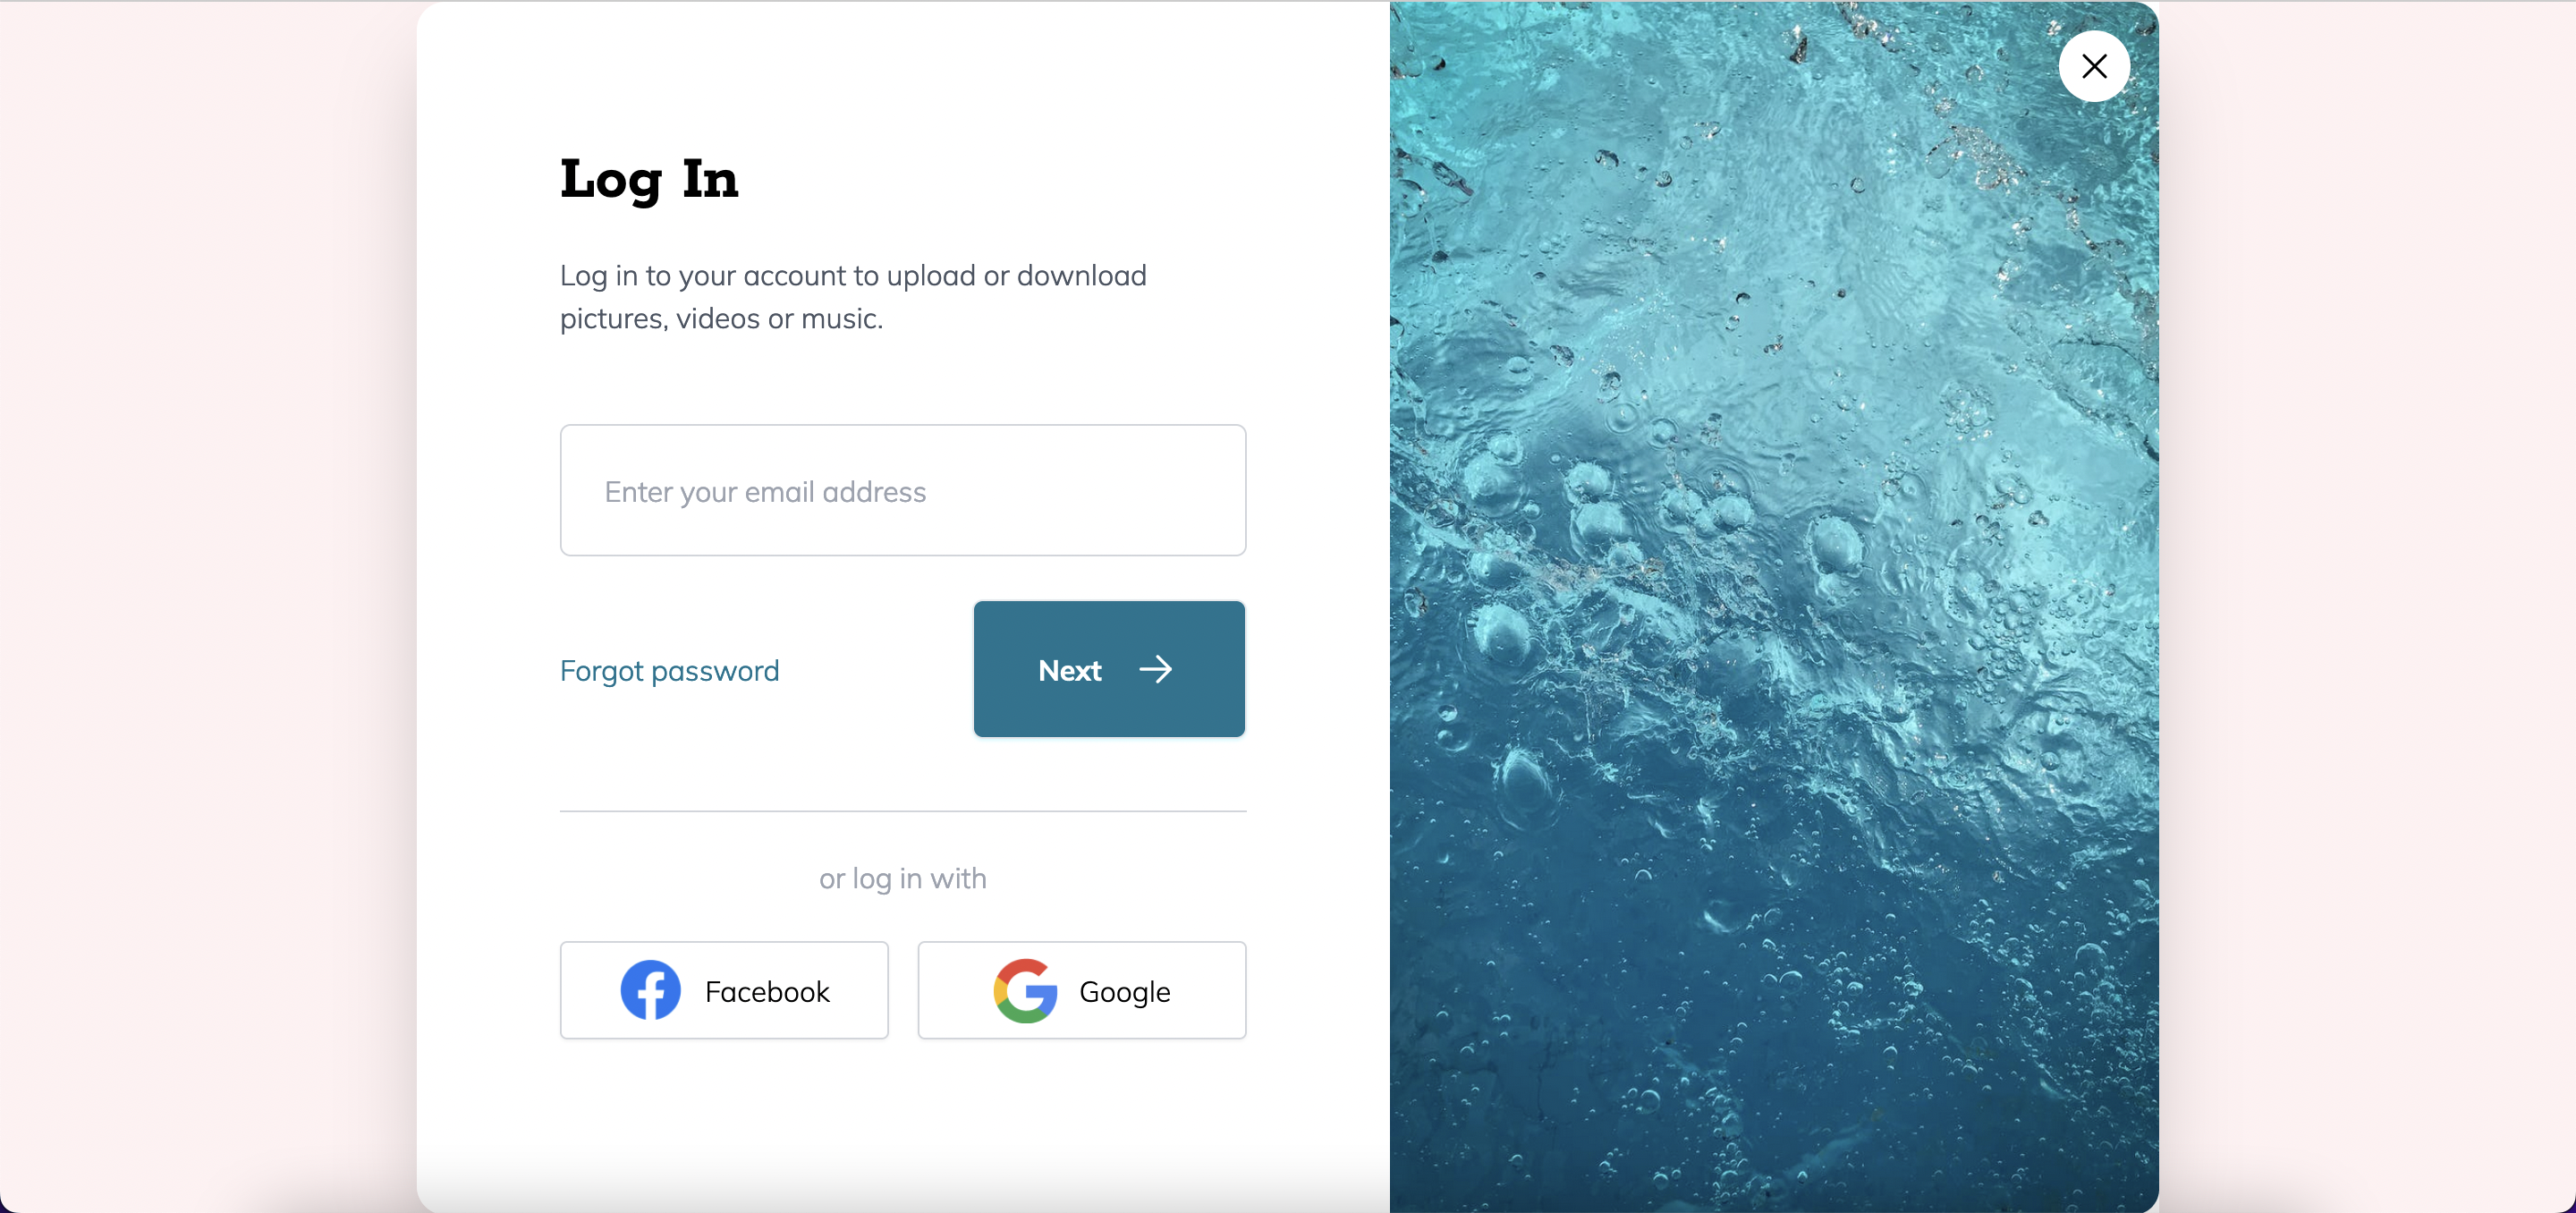 Log In
Log in to your account to upload or download
pictures, videos or music.
Enter your email address
Forgot password
Next
or log in with
Facebook
Google